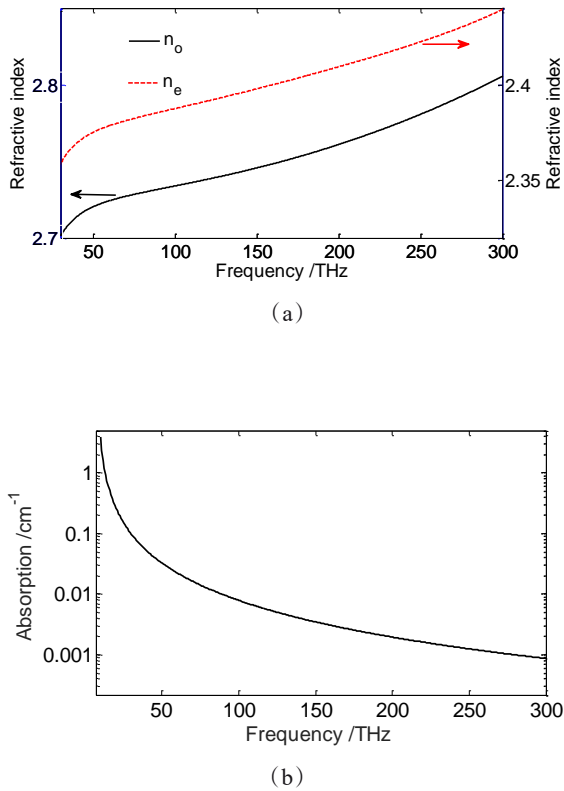 n_o
n_e
Refractive index
2.8
2.7
Refractive index
2.4
2.35
50 100 150 200 250 300
Frequency /THz
（a）
Absorption /cm^-1
1
0.1
0.01
0.001
50 100 150 200 250 300
Frequency /THz
（b）